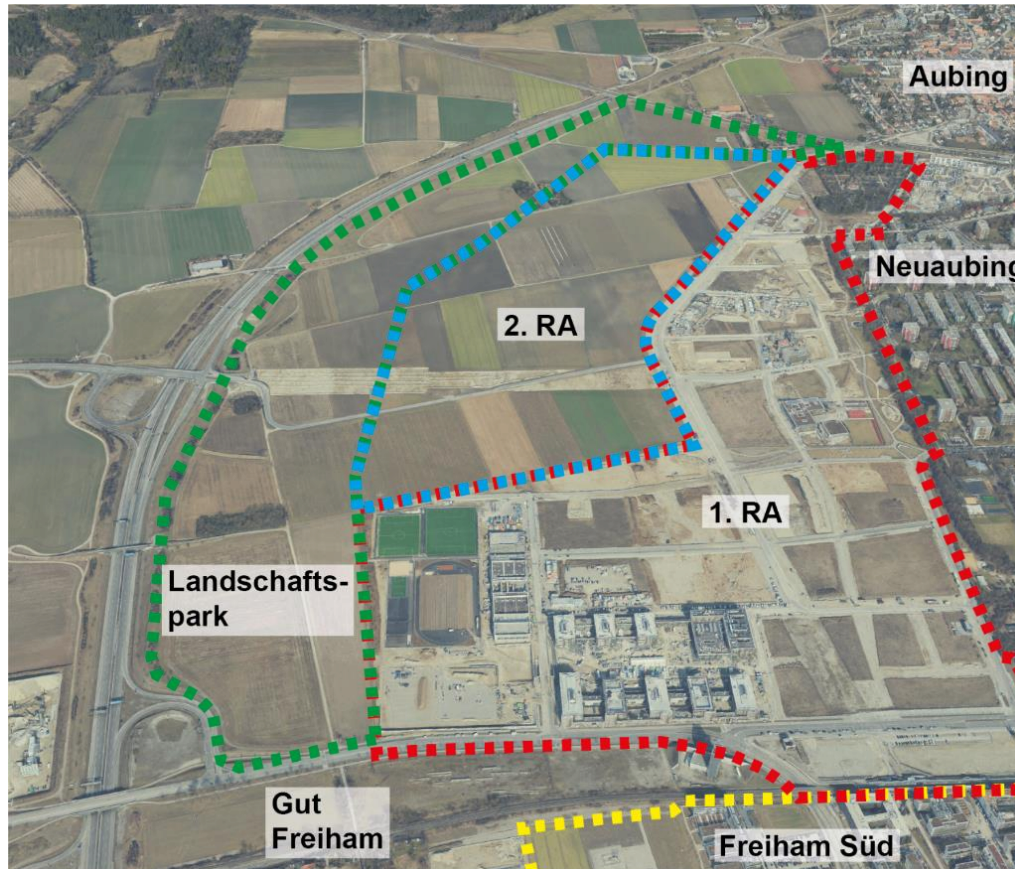 Aubing
Neuaubing
2. RA
1. RA
Landschafts-
park
Gut
Freiham
Freiham Süd